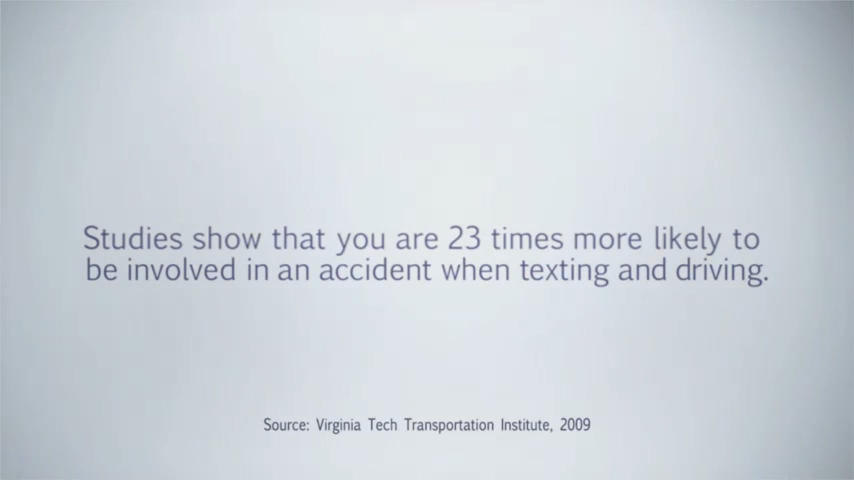 Studies show that you are 23 times more likely to
be involved in an accident when texting and driving.
Source: Virginia Tech Transportation Institute, 2009